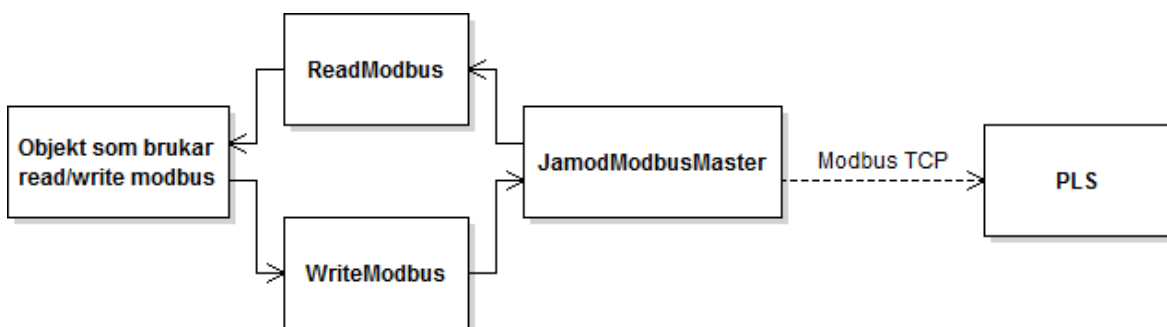 ReadModbus
Objekt som brukar
read/write modbus
JamodModbusMaster
Modbus TCP
PLS
WriteModbus